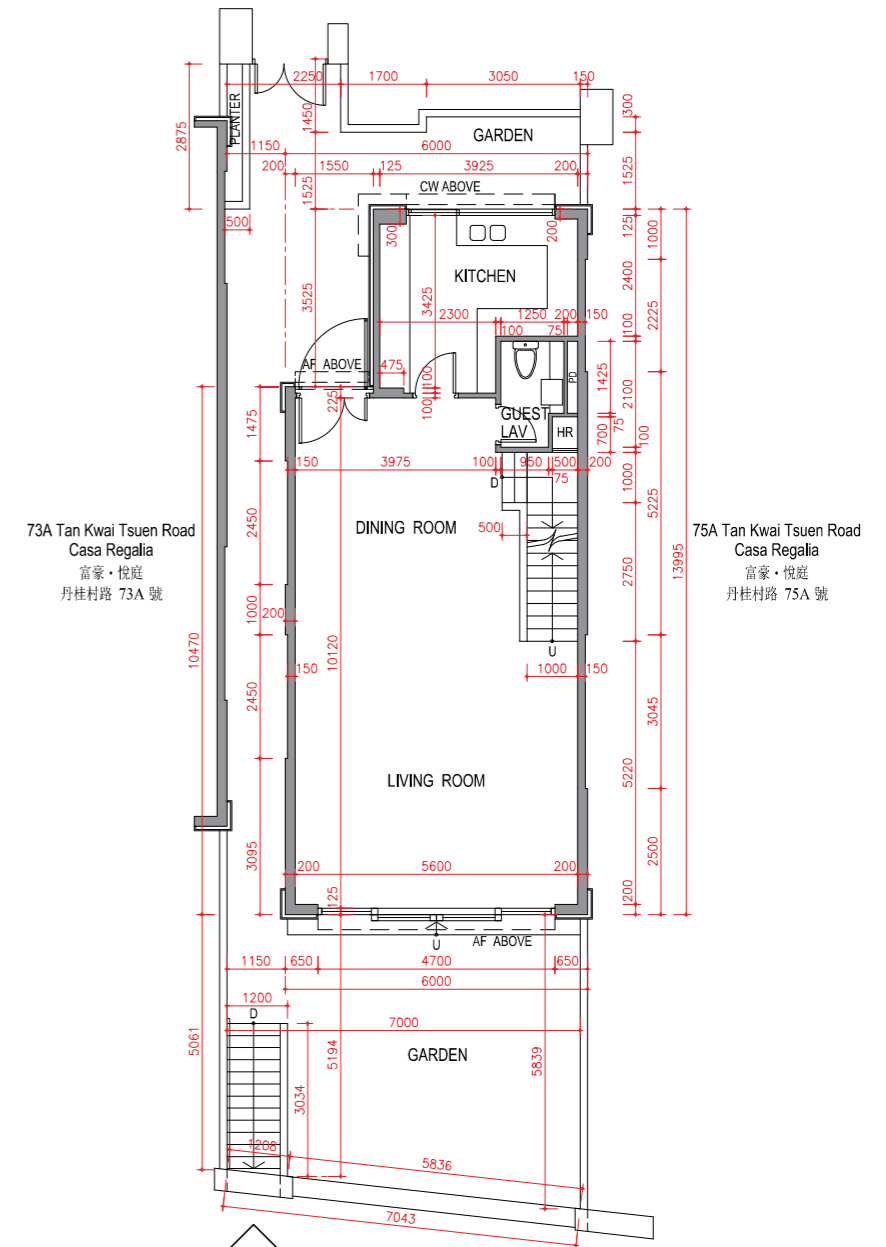 2250 1700 3050 150
PLANTER
2875
1450
300
GARDEN
1150 6000
200 1550 125 3925 200
1525
1525
CW ABOVE
500
300
200
125
1000
KITCHEN
3525
3425
2400
2225
2300 1250 200 150
100 75
100
AF ABOVE
475
100
225
100
PD
1425
2100
GUEST
LAV
HR
700
75
100
1475
150 3975 100 950 500 200
75
D
1000
5225
500
DINING ROOM
73A Tan Kwai Tsuen Road
Casa Regalia
富豪・悅庭
丹桂村路 73A 號
75A Tan Kwai Tsuen Road
Casa Regalia
富豪・悅庭
丹桂村路 75A 號
2450
2750
13995
1000
200
10470
10120
U
150
1000 150
2450
3045
5220
LIVING ROOM
3095
2500
200 5600 200
125
200
U
AF ABOVE
1150 650 4700 650
6000
1200
D
7000
5061
5194
GARDEN
5839
3034
1208
5836
7043